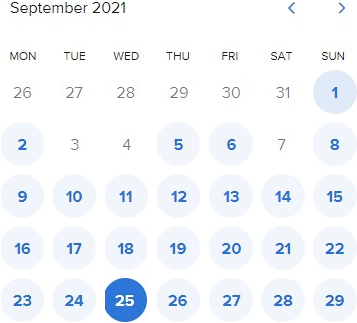 September 2021
MON TUE WED THU FRI SAT SUN
26 27 28 29 30 31 1
2 3 4 5 6 7 8
9 10 11 12 13 14 15
16 17 18 19 20 21 22
23 24 25 26 27 28 29